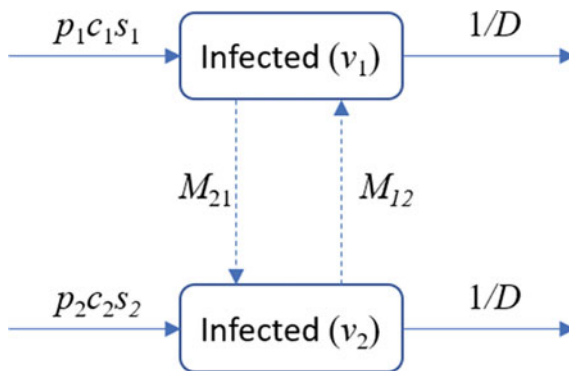 p₁c₁s₁
Infected (v₁)
1/D
M₂₁
M₁₂
p₂c₂s₂
Infected (v₂)
1/D